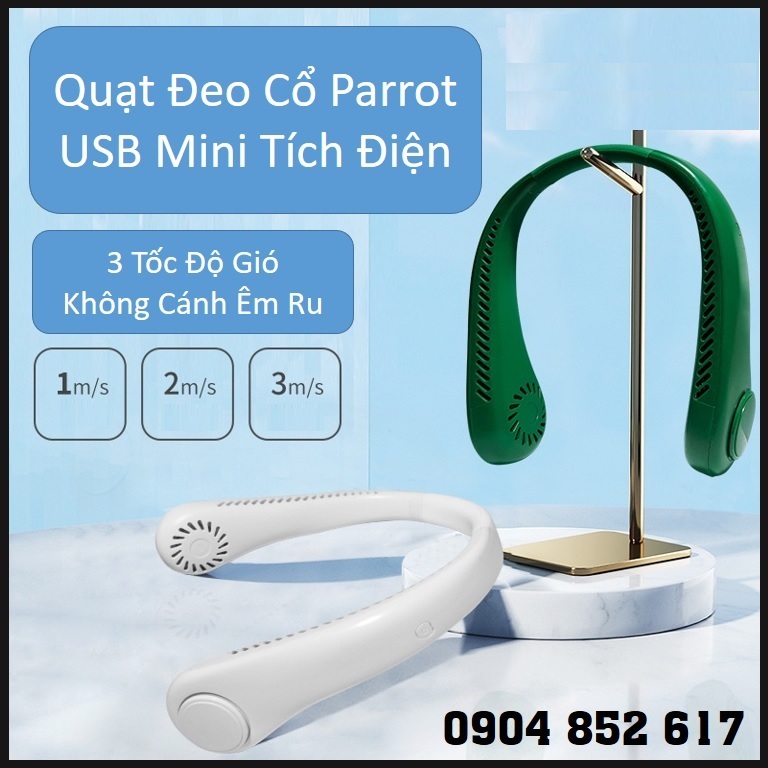 Quạt Đeo Cổ Parrot
USB Mini Tích Điện
3 Tốc Độ Gió
Không Cánh Êm Ru
1m/s 2m/s 3m/s
0904 852 617